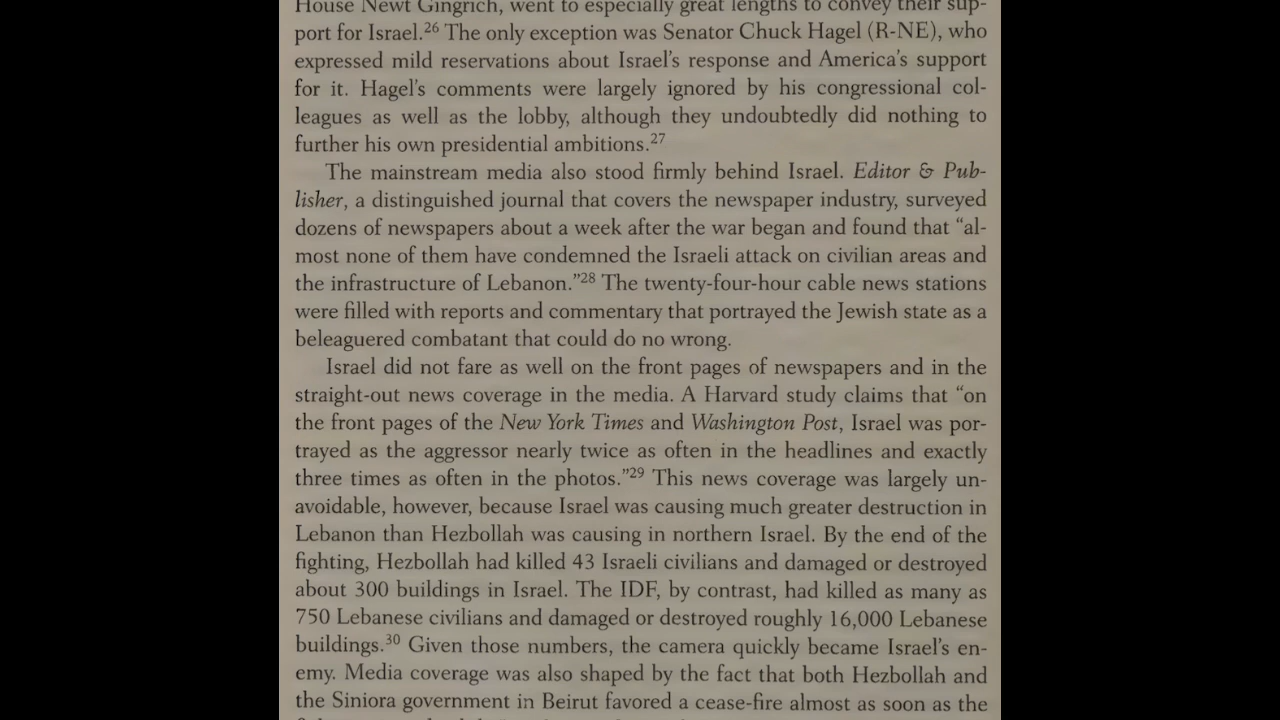 House Newt Gingrich, went to especially great lengths to convey their sup-
port for Israel.26 The only exception was Senator Chuck Hagel (R-NE), who
expressed mild reservations about Israel's response and America's support
for it. Hagel's comments were largely ignored by his congressional col-
leagues as well as the lobby, although they undoubtedly did nothing to
further his own presidential ambitions.27
The mainstream media also stood firmly behind Israel. Editor & Pub-
lisher, a distinguished journal that covers the newspaper industry, surveyed
dozens of newspapers about a week after the war began and found that “al-
most none of them have condemned the Israeli attack on civilian areas and
the infrastructure of Lebanon.”28 The twenty-four-hour cable news stations
were filled with reports and commentary that portrayed the Jewish state as a
beleaguered combatant that could do no wrong.
Israel did not fare as well on the front pages of newspapers and in the
straight-out news coverage in the media. A Harvard study claims that “on
the front pages of the New York Times and Washington Post, Israel was por-
trayed as the aggressor nearly twice as often in the headlines and exactly
three times as often in the photos.”29 This news coverage was largely un-
avoidable, however, because Israel was causing much greater destruction in
Lebanon than Hezbollah was causing in northern Israel. By the end of the
fighting, Hezbollah had killed 43 Israeli civilians and damaged or destroyed
about 300 buildings in Israel. The IDF, by contrast, had killed as many as
750 Lebanese civilians and damaged or destroyed roughly 16,000 Lebanese
buildings.30 Given those numbers, the camera quickly became Israel's en-
emy. Media coverage was also shaped by the fact that both Hezbollah and
the Siniora government in Beirut favored a cease-fire almost as soon as the